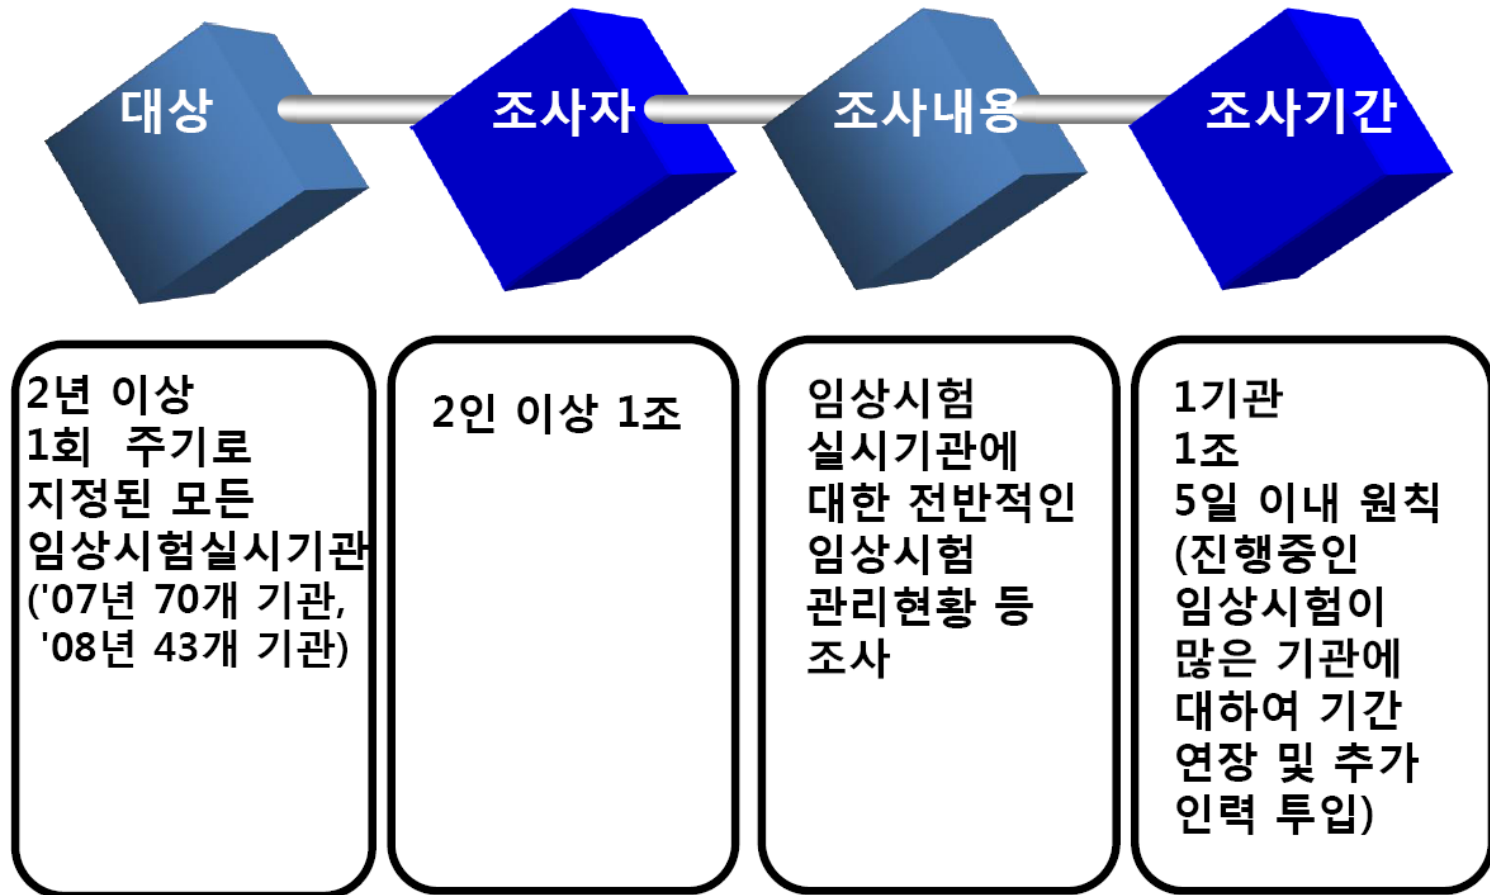 대상
조사자
조사내용
조사기간
2년 이상
1회 주기로
지정된 모든
임상시험실시기관
('07년 70개 기관,
'08년 43개 기관)
2인 이상 1조
임상시험
실시기관에
대한 전반적인
임상시험
관리현황 등
조사
1기관
1조
5일 이내 원칙
(진행중인
임상시험이
많은 기관에
대하여 기간
연장 및 추가
인력 투입)